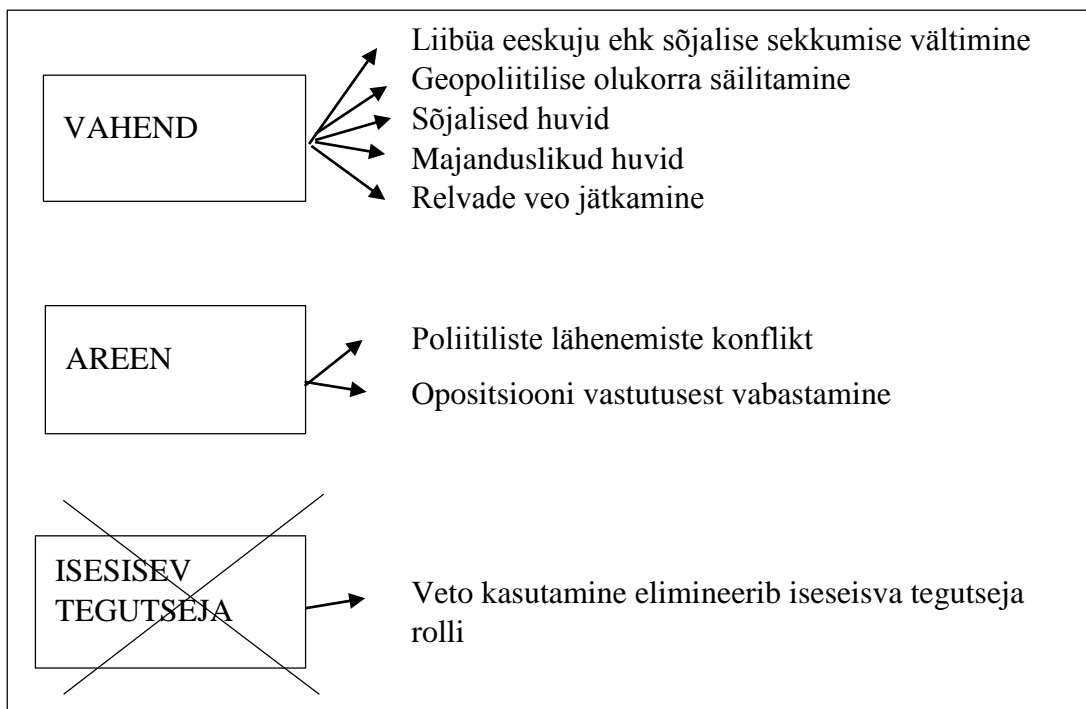 Liibüa eeskuju ehk sõjalise sekkumise vältimine
Geopoliitilise olukorra säilitamine
VAHEND
Sõjalised huvid
Majanduslikud huvid
Relvade veo jätkamine
AREEN
Poliitiliste lähenemiste konflikt
Opositsiooni vastutusest vabastamine
ISESISEV
TEGUTSEJA
Veto kasutamine elimineerib iseseisva tegutseja
rolli